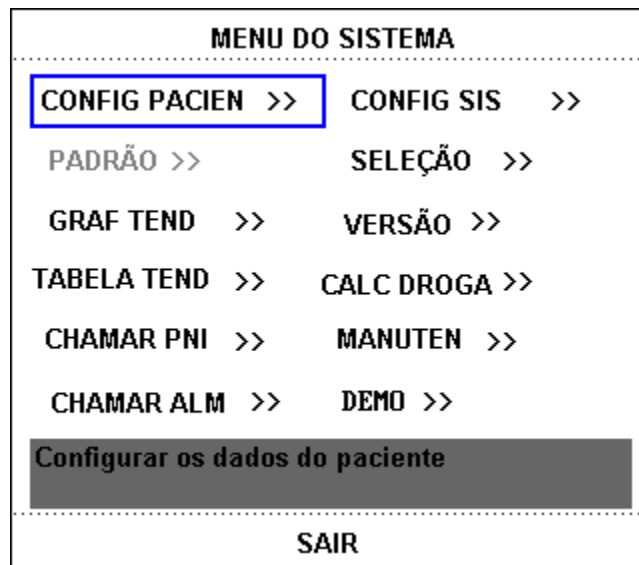 MENU DO SISTEMA
CONFIG PACIEN >> CONFIG SIS >>
PADRÃO >> SELEÇÃO >>
GRAF TEND >> VERSÃO >>
TABELA TEND >> CALC DROGA >>
CHAMAR PNI >> MANUTEN >>
CHAMAR ALM >> DEMO >>
Configurar os dados do paciente
SAIR